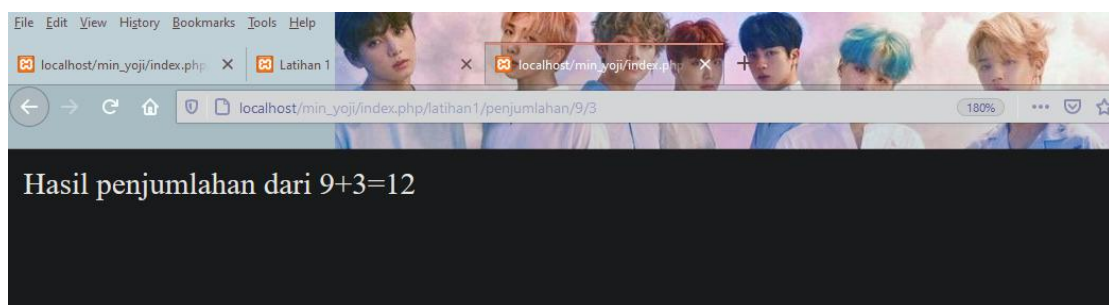 File Edit View History Bookmarks Tools Help
localhost/min_yoji/index.php
Latihan 1
localhost/min_yoji/index.php
localhost/min_yoji/index.php/latihan1/penjumlahan/9/3
180%
Hasil penjumlahan dari 9+3=12